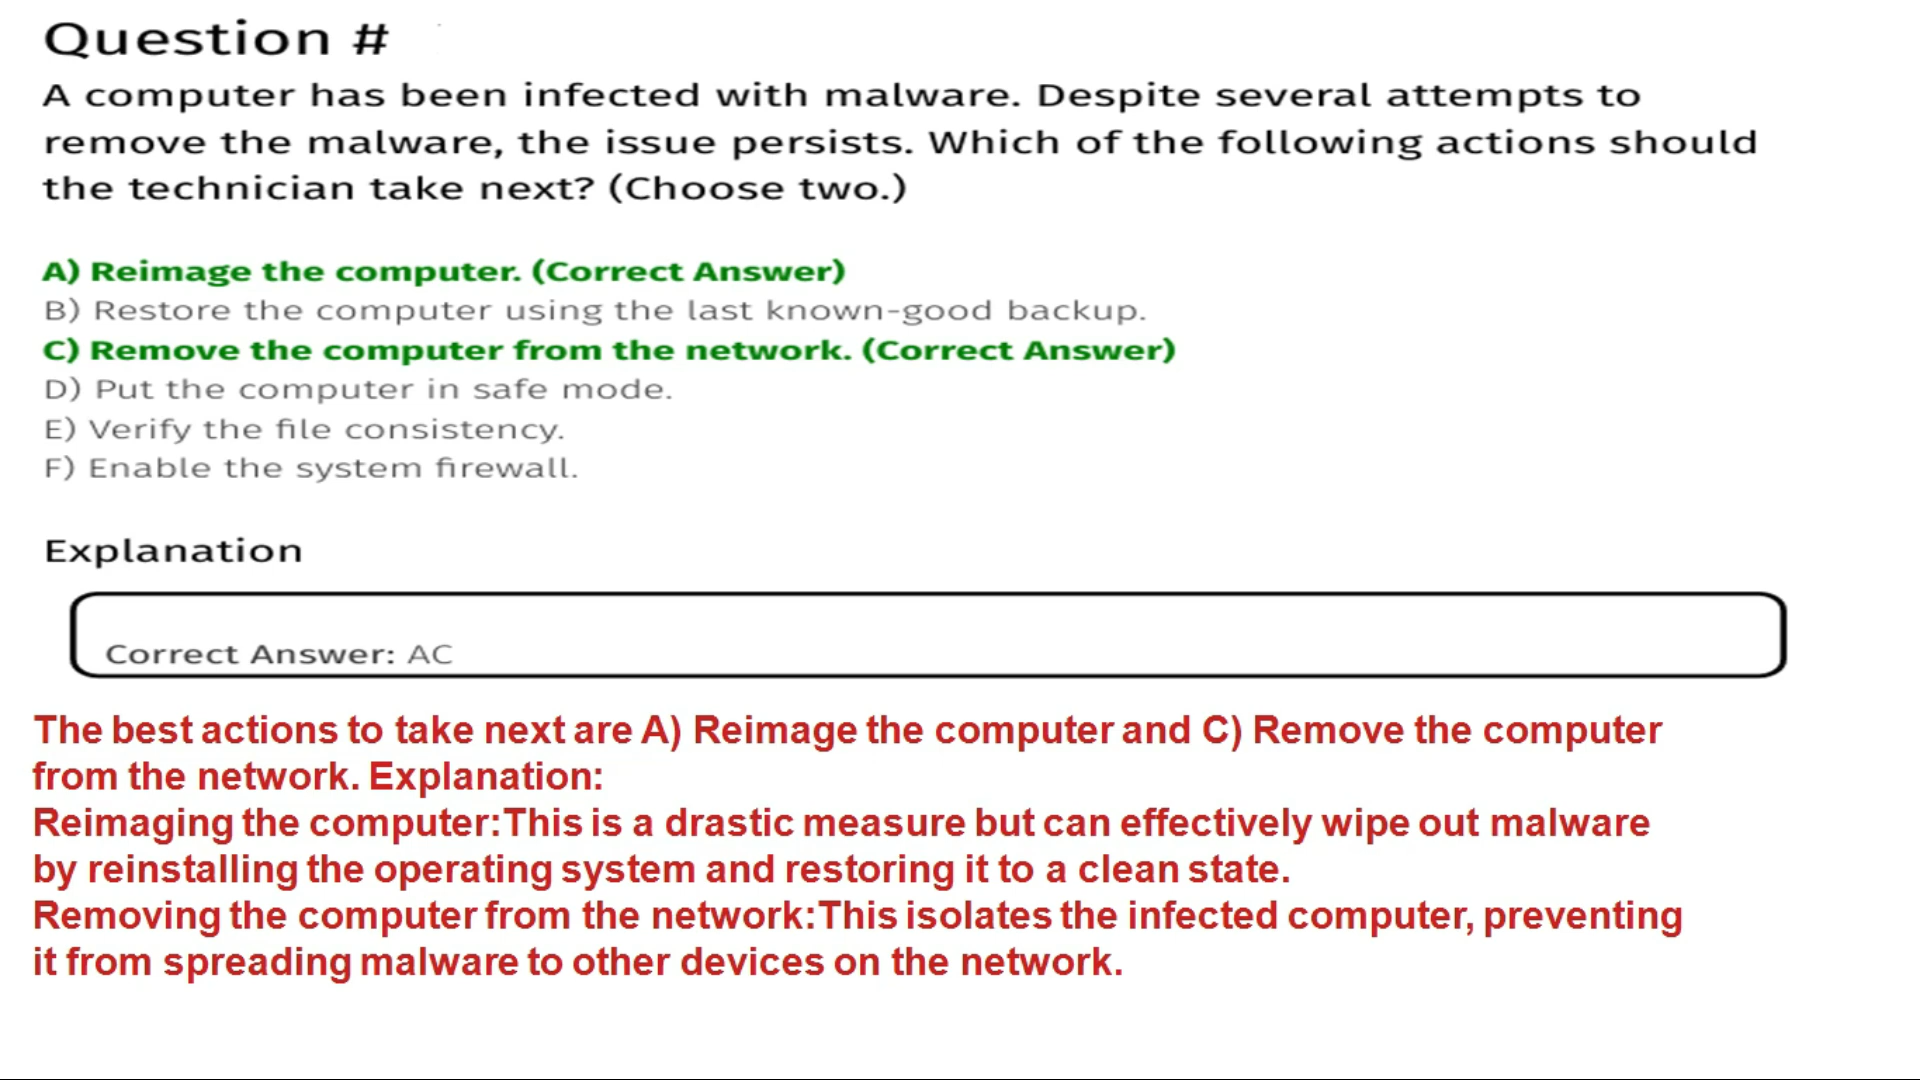 Question #
A computer has been infected with malware. Despite several attempts to
remove the malware, the issue persists. Which of the following actions should
the technician take next? (Choose two.)
A) Reimage the computer. (Correct Answer)
B) Restore the computer using the last known-good backup.
C) Remove the computer from the network. (Correct Answer)
D) Put the computer in safe mode.
E) Verify the file consistency.
F) Enable the system firewall.
Explanation
Correct Answer: AC
The best actions to take next are A) Reimage the computer and C) Remove the computer
from the network. Explanation:
Reimaging the computer:This is a drastic measure but can effectively wipe out malware
by reinstalling the operating system and restoring it to a clean state.
Removing the computer from the network:This isolates the infected computer, preventing
it from spreading malware to other devices on the network.